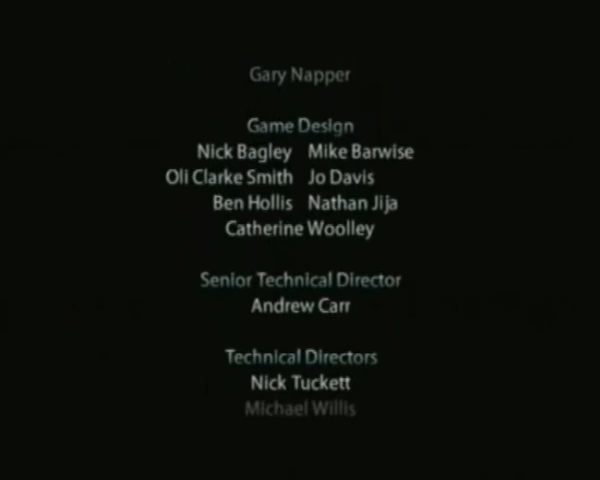 Gary Napper
Game Design
Nick Bagley Mike Barwise
Oli Clarke Smith Jo Davis
Ben Hollis Nathan Jija
Catherine Woolley
Senior Technical Director
Andrew Carr
Technical Directors
Nick Tuckett
Michael Willis